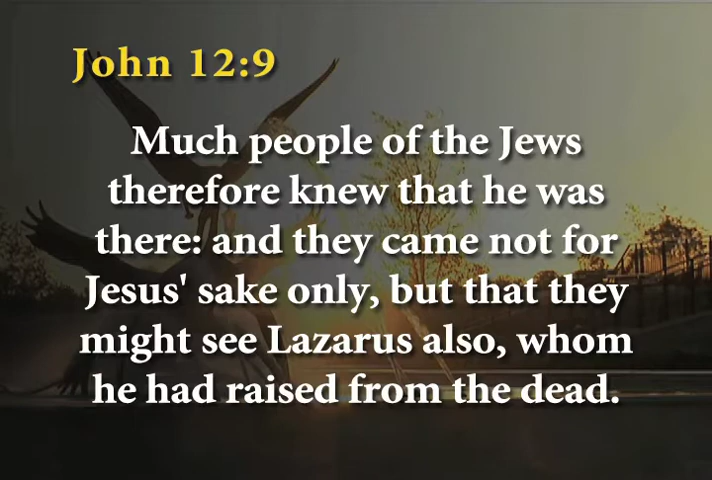 John 12:9
Much people of the Jews
therefore knew that he was
there: and they came not for
Jesus' sake only, but that they
might see Lazarus also, whom
he had raised from the dead.